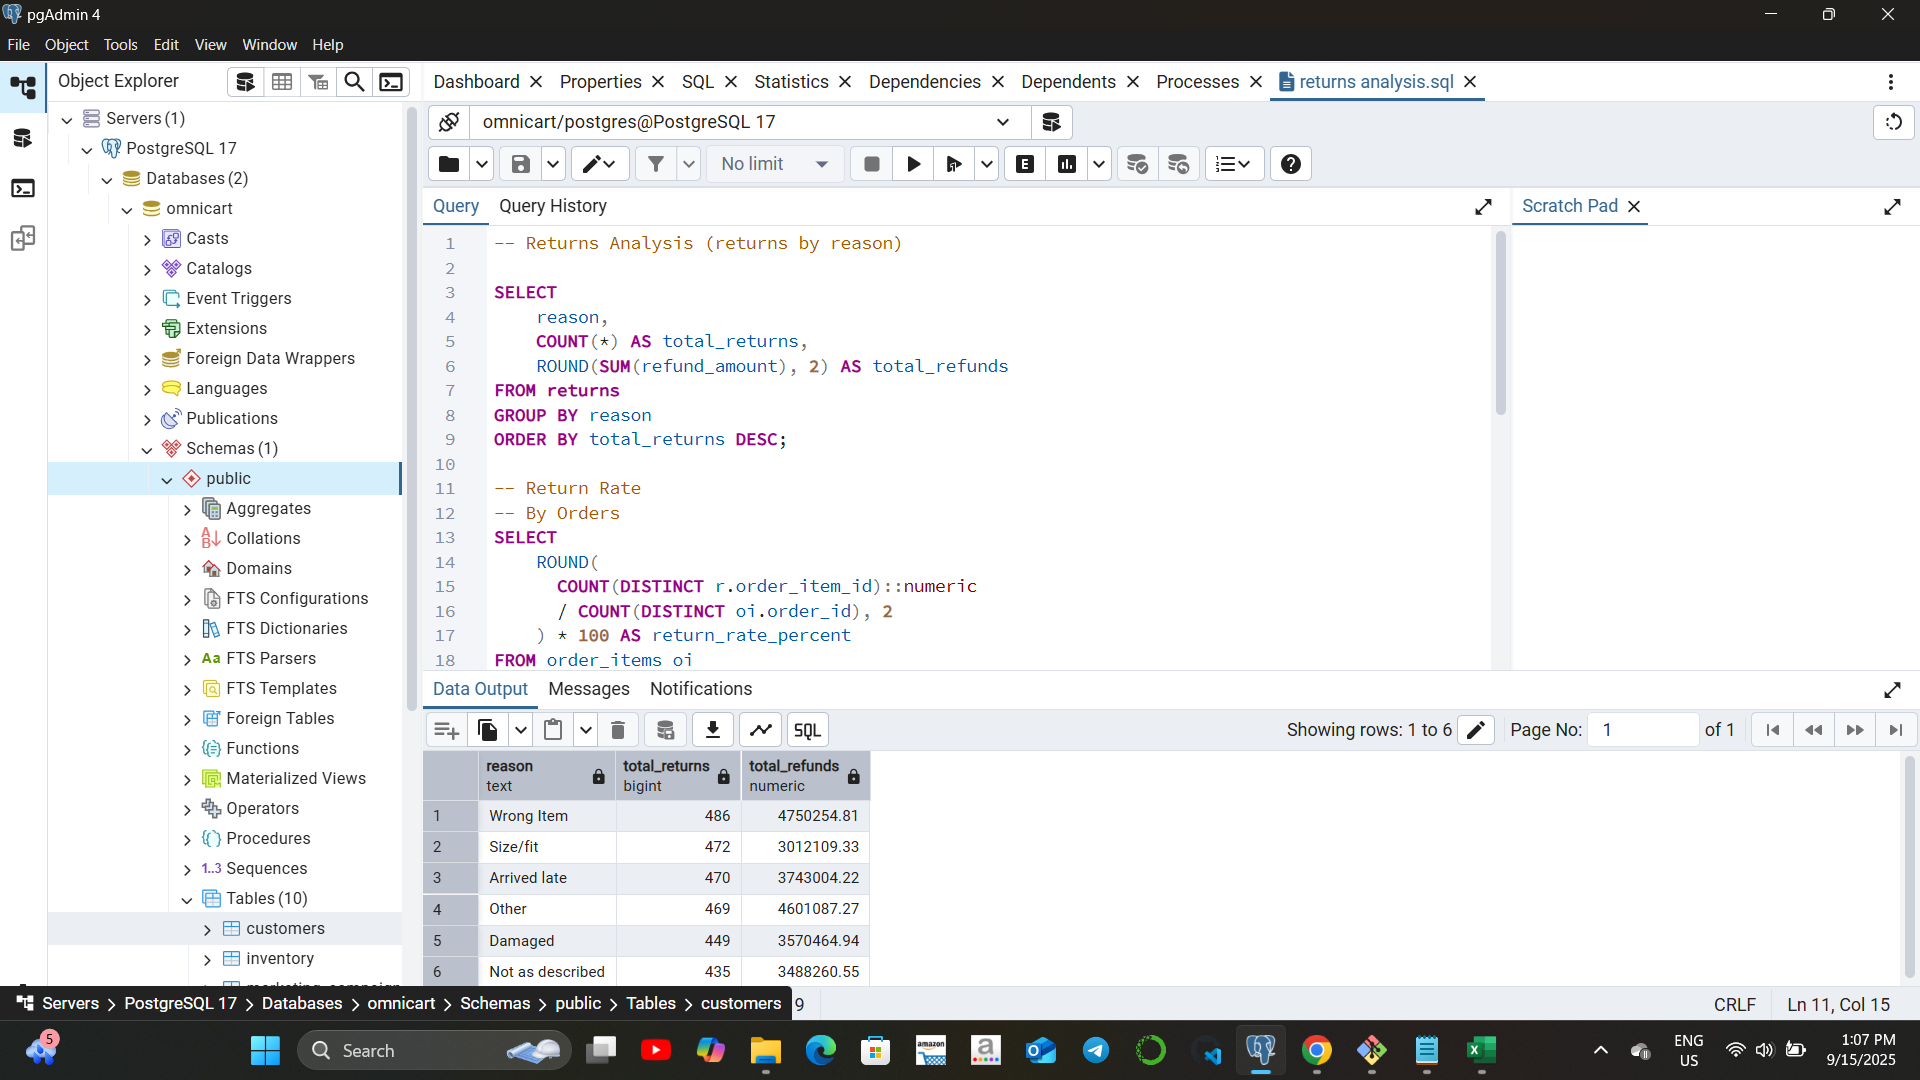 pgAdmin 4
File Object Tools Edit View Window Help
Object Explorer
Dashboard Properties SQL Statistics Dependencies Dependents Processes returns analysis.sql
Servers (1)
PostgreSQL 17
Databases (2)
omnicart
Casts
Catalogs
Event Triggers
Extensions
Foreign Data Wrappers
Languages
Publications
Schemas (1)
public
Aggregates
Collations
Domains
FTS Configurations
FTS Dictionaries
Aa FTS Parsers
FTS Templates
Foreign Tables
Functions
Materialized Views
Operators
Procedures
1..3 Sequences
Tables (10)
customers
inventory
omnicart/postgres@PostgreSQL 17
No limit E
Query Query History
Scratch Pad
1 -- Returns Analysis (returns by reason)
2
3 SELECT
4 reason,
5 COUNT(*) AS total_returns,
6 ROUND(SUM(refund_amount), 2) AS total_refunds
7 FROM returns
8 GROUP BY reason
9 ORDER BY total_returns DESC;
10
11 -- Return Rate
12 -- By Orders
13 SELECT
14 ROUND(
15 COUNT(DISTINCT r.order_item_id)::numeric
16 / COUNT(DISTINCT oi.order_id), 2
17 ) * 100 AS return_rate_percent
18 FROM order_items oi
Data Output Messages Notifications
SQL
Showing rows: 1 to 6 Page No: 1 of 1
reason total_returns total_refunds
text bigint numeric
1 Wrong Item 486 4750254.81
2 Size/fit 472 3012109.33
3 Arrived late 470 3743004.22
4 Other 469 4601087.27
5 Damaged 449 3570464.94
6 Not as described 435 3488260.55
Servers > PostgreSQL 17 > Databases > omnicart > Schemas > public > Tables > customers 9
CRLF Ln 11, Col 15
5
Search
amazon
a
ENG
US
1:07 PM
9/15/2025